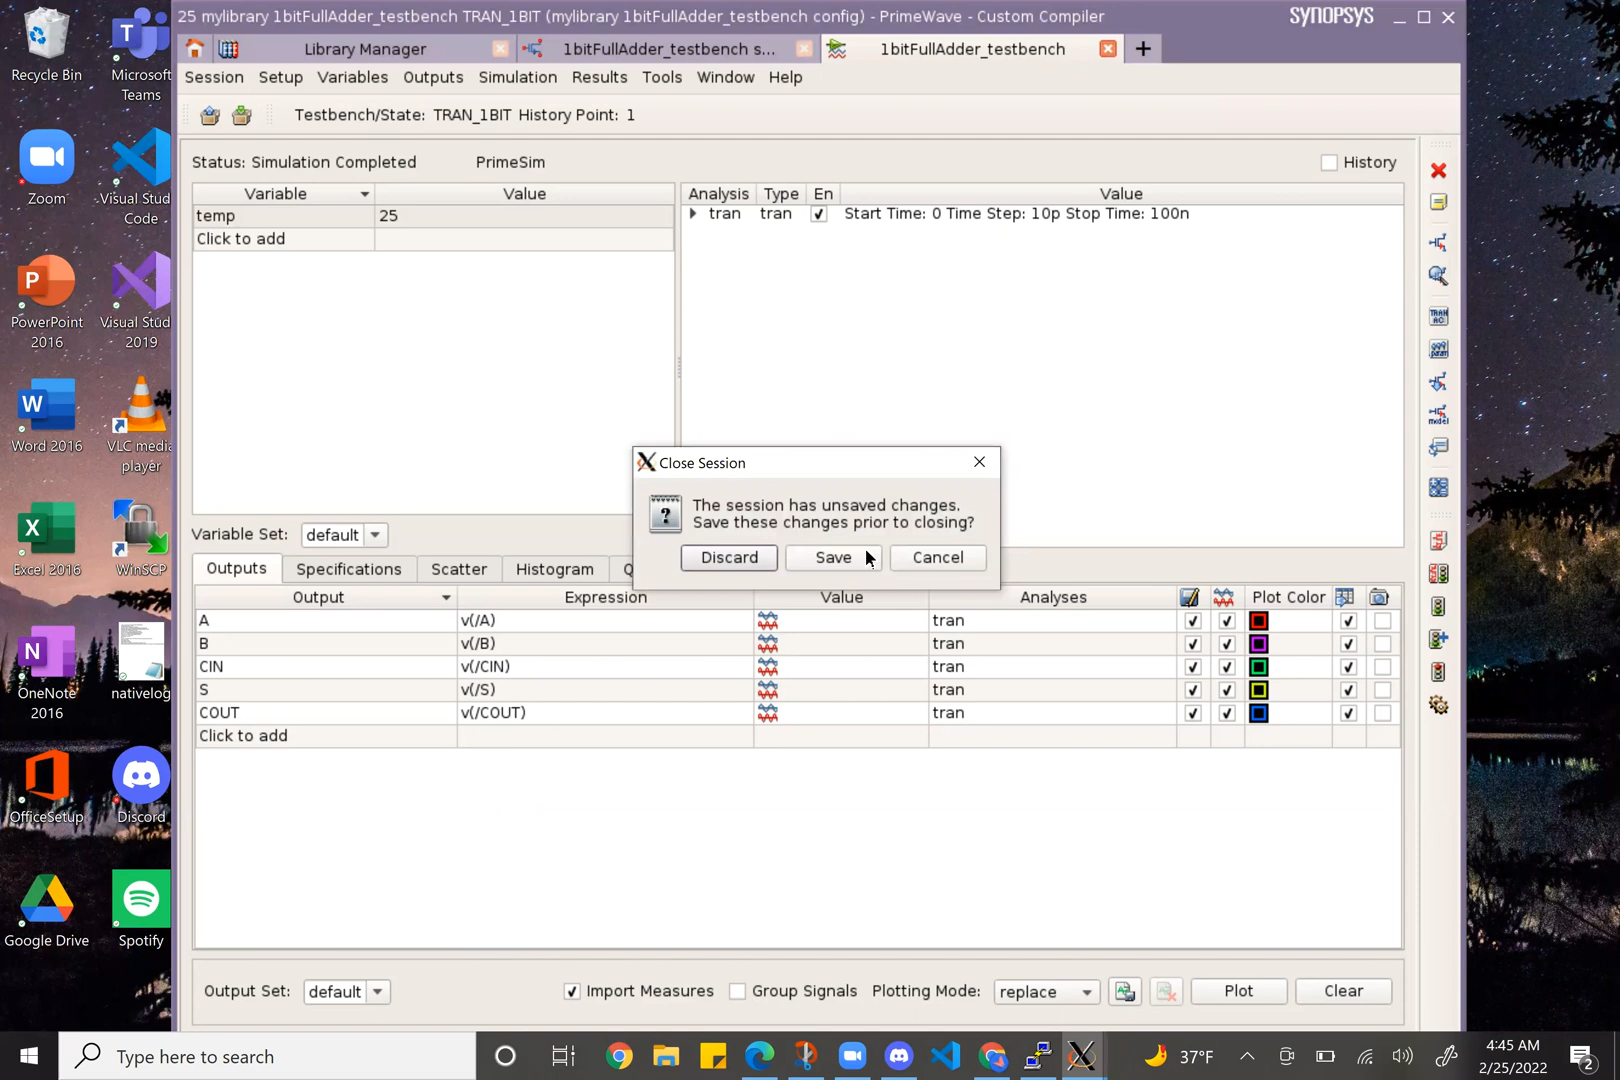 25 mylibrary 1bitFullAdder_testbench TRAN_1BIT (mylibrary 1bitFullAdder_testbench config) - PrimeWave - Custom Compiler
SYNOPSYS
Library Manager
1bitFullAdder_testbench s...
1bitFullAdder_testbench
Session Setup Variables Outputs Simulation Results Tools Window Help
Testbench/State: TRAN_1BIT History Point: 1
Status: Simulation Completed PrimeSim
History
Variable Value
temp 25
Click to add
Analysis Type En Value
tran tran Start Time: 0 Time Step: 10p Stop Time: 100n
Close Session
The session has unsaved changes.
Save these changes prior to closing?
Discard Save Cancel
Variable Set: default
Outputs Specifications Scatter Histogram Q
Output Expression Value Analyses Plot Color
A v(/A) tran
B v(/B) tran
CIN v(/CIN) tran
S v(/S) tran
COUT v(/COUT) tran
Click to add
Output Set: default
Import Measures Group Signals Plotting Mode: replace Plot Clear
Recycle Bin
Microsoft
Teams
Zoom
Visual Stud
Code
PowerPoint
2016
Visual Stud
2019
Word 2016
VLC media
player
Excel 2016
WinSCP
OneNote
2016
nativelog
OfficeSetup
Discord
Google Drive
Spotify
Type here to search
37°F
4:45 AM
2/25/2022
2